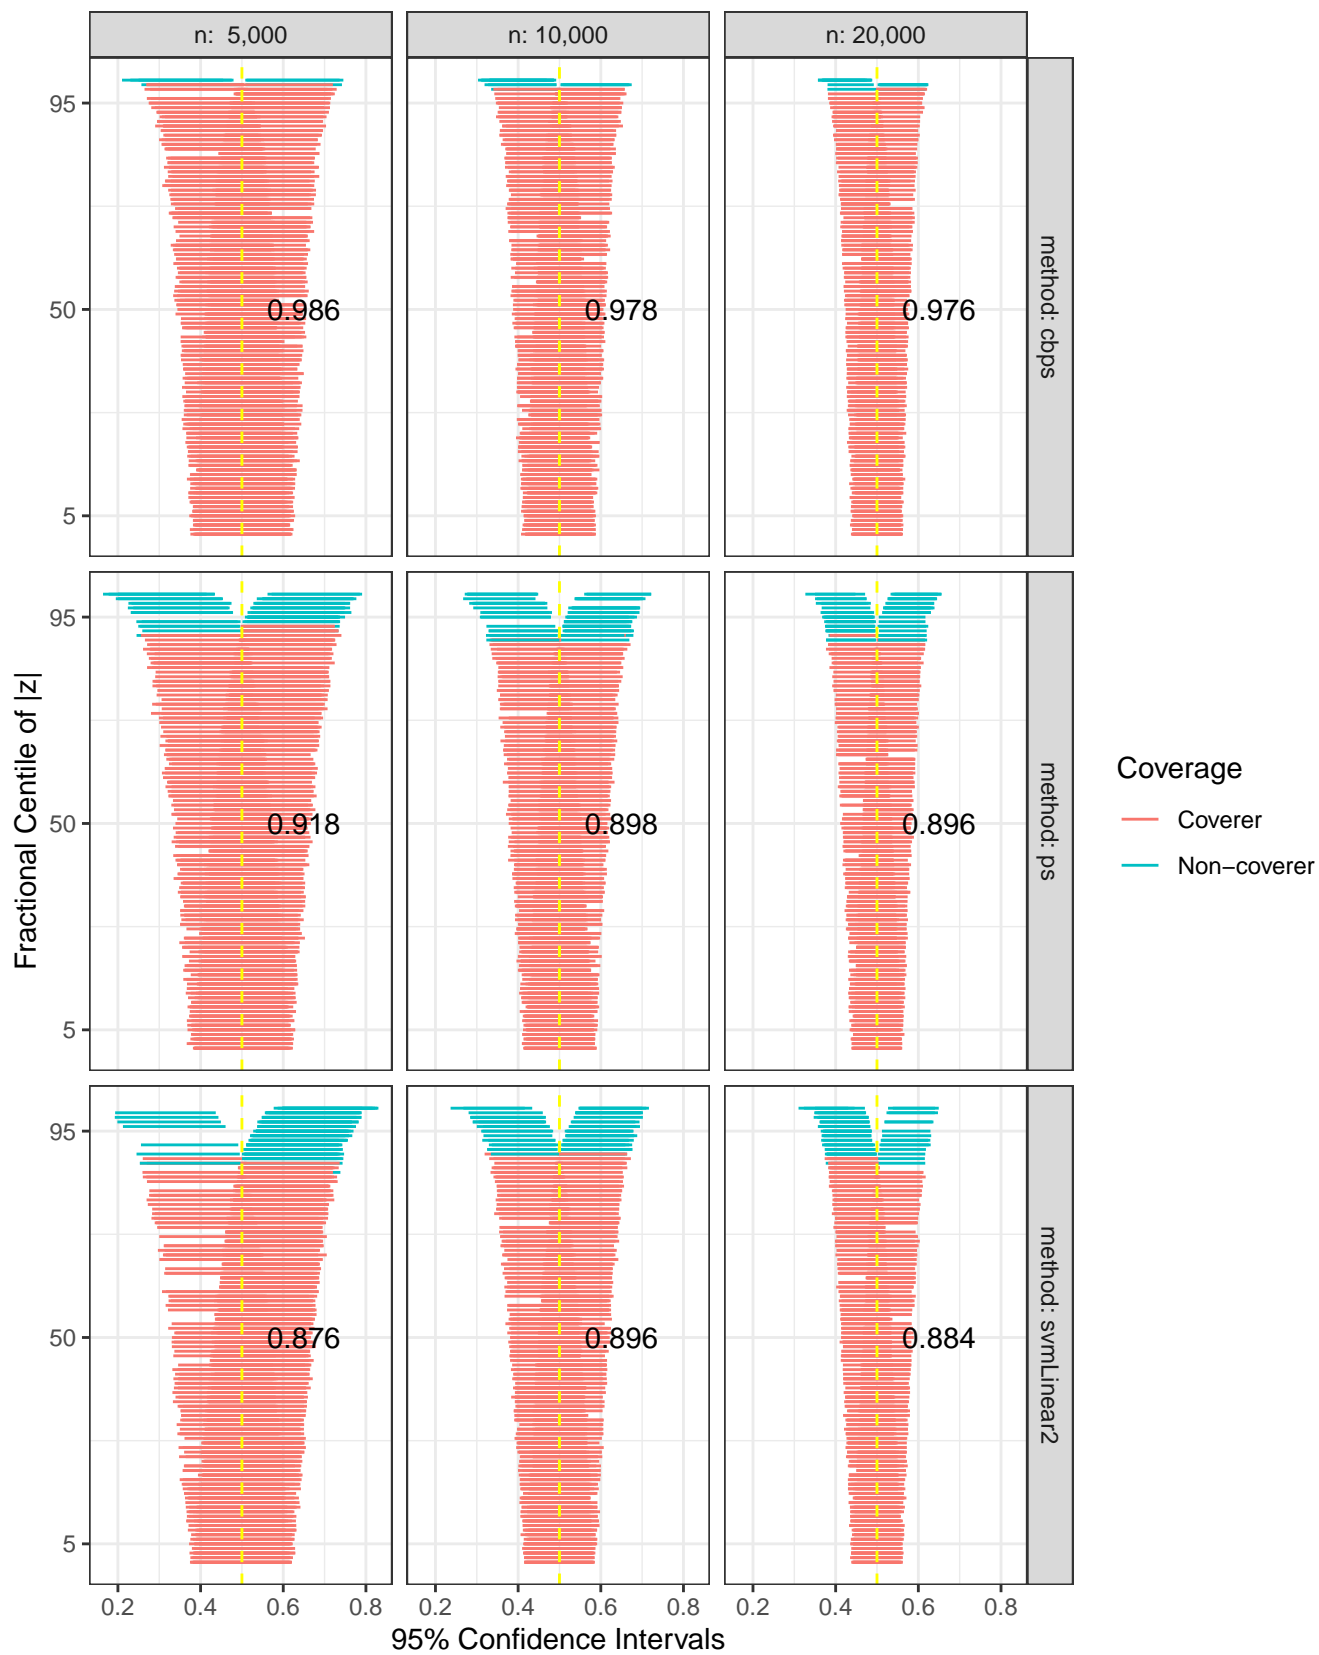 n:  5,000
n: 10,000
n: 20,000
95
50
5
0.986
0.978
0.976
method: cbps
95
50
5
0.918
0.898
0.896
method: ps
95
50
5
0.876
0.896
0.884
method: svmLinear2
Fractional Centile of |z|
0.2 0.4 0.6 0.8
0.2 0.4 0.6 0.8
0.2 0.4 0.6 0.8
95% Confidence Intervals
Coverage
Coverer
Non−coverer